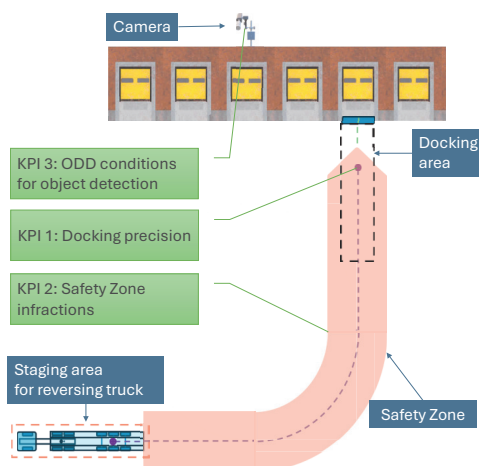 Camera
KPI 3: ODD conditions
for object detection
Docking
area
KPI 1: Docking precision
KPI 2: Safety Zone
infractions
Staging area
for reversing truck
Safety Zone